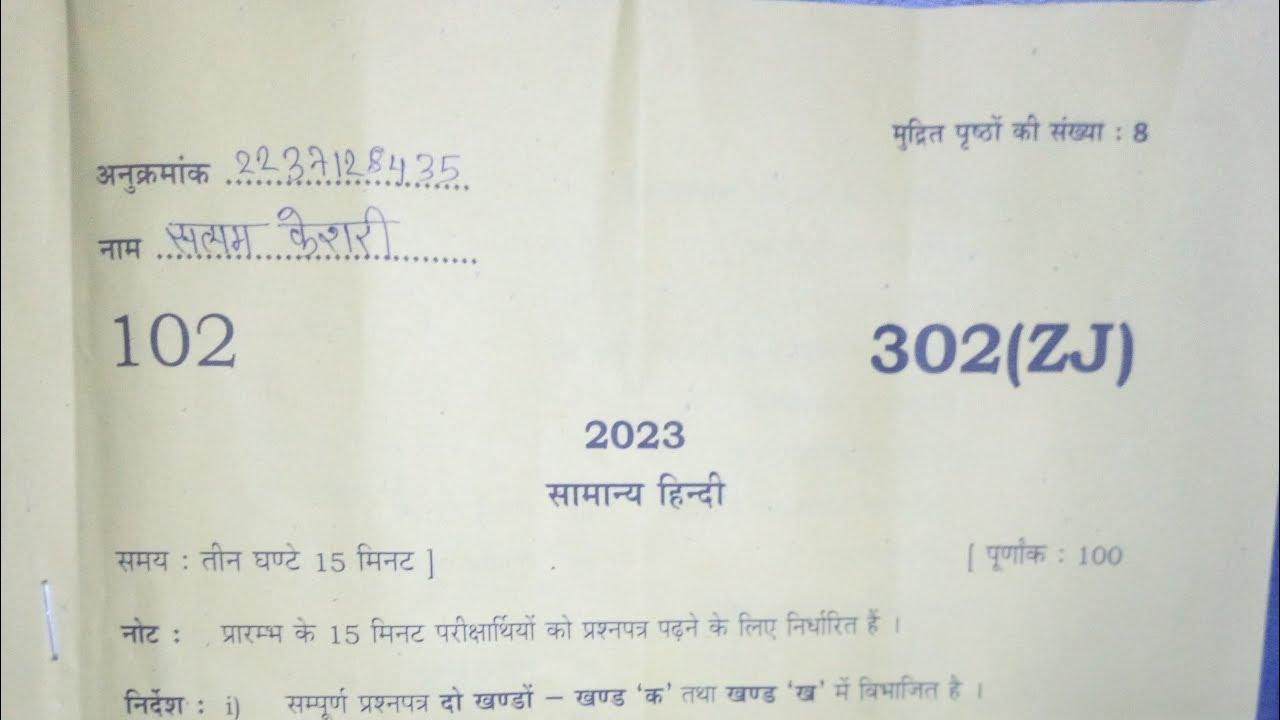 मुद्रित पृष्ठों की संख्या : 8
अनुक्रमांक 2237128435
नाम सत्यम केशरी
102
302(ZJ)
2023
सामान्य हिन्दी
समय : तीन घण्टे 15 मिनट ]
[ पूर्णांक : 100
नोट : प्रारम्भ के 15 मिनट परीक्षार्थियों को प्रश्नपत्र पढ़ने के लिए निर्धारित हैं ।
निर्देश : i) सम्पूर्ण प्रश्नपत्र दो खण्डों – खण्ड 'क' तथा खण्ड 'ख' में विभाजित है ।